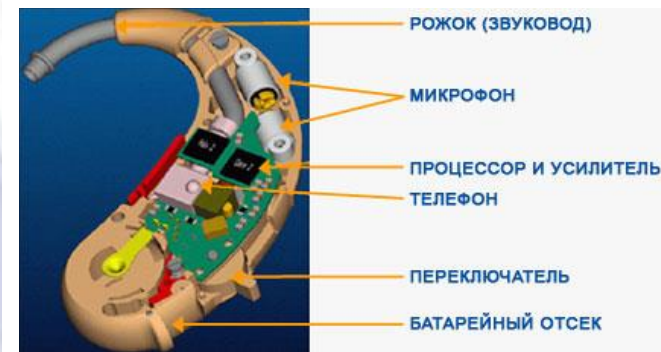 РОЖОК (ЗВУКОВОД)
МИКРОФОН
ПРОЦЕССОР И УСИЛИТЕЛЬ
ТЕЛЕФОН
ПЕРЕКЛЮЧАТЕЛЬ
БАТАРЕЙНЫЙ ОТСЕК